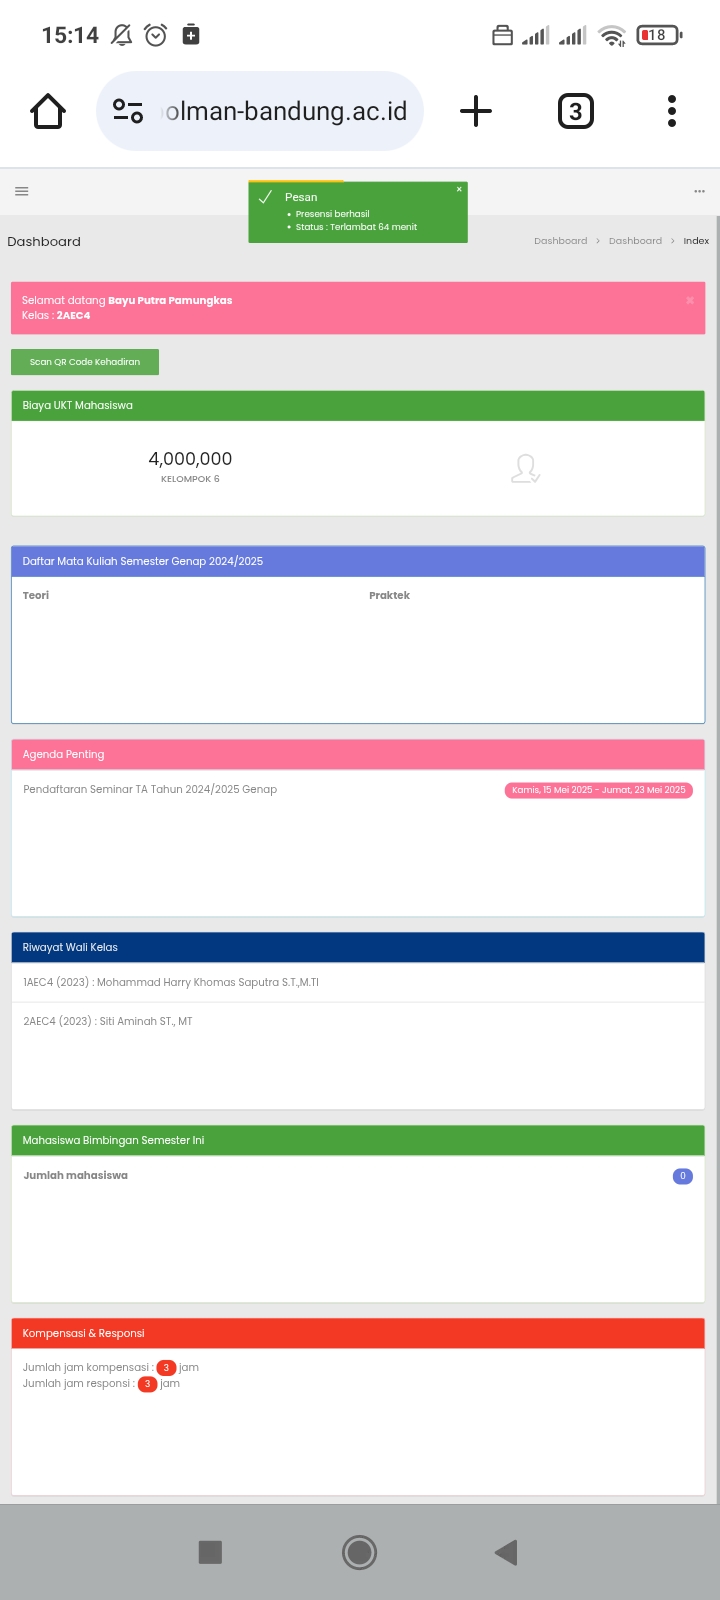 15:14
18
olman-bandung.ac.id
3
Pesan
Presensi berhasil
Status : Terlambat 64 menit
Dashboard
Dashboard > Dashboard > Index
Selamat datang Bayu Putra Pamungkas
Kelas : 2AEC4
Scan QR Code Kehadiran
Biaya UKT Mahasiswa
4,000,000
KELOMPOK 6
Daftar Mata Kuliah Semester Genap 2024/2025
Teori Praktek
Agenda Penting
Pendaftaran Seminar TA Tahun 2024/2025 Genap Kamis, 15 Mei 2025 - Jumat, 23 Mei 2025
Riwayat Wali Kelas
1AEC4 (2023) : Mohammad Harry Khomas Saputra S.T.,M.TI
2AEC4 (2023) : Siti Aminah ST., MT
Mahasiswa Bimbingan Semester Ini
Jumlah mahasiswa 0
Kompensasi & Responsi
Jumlah jam kompensasi : 3 jam
Jumlah jam responsi : 3 jam